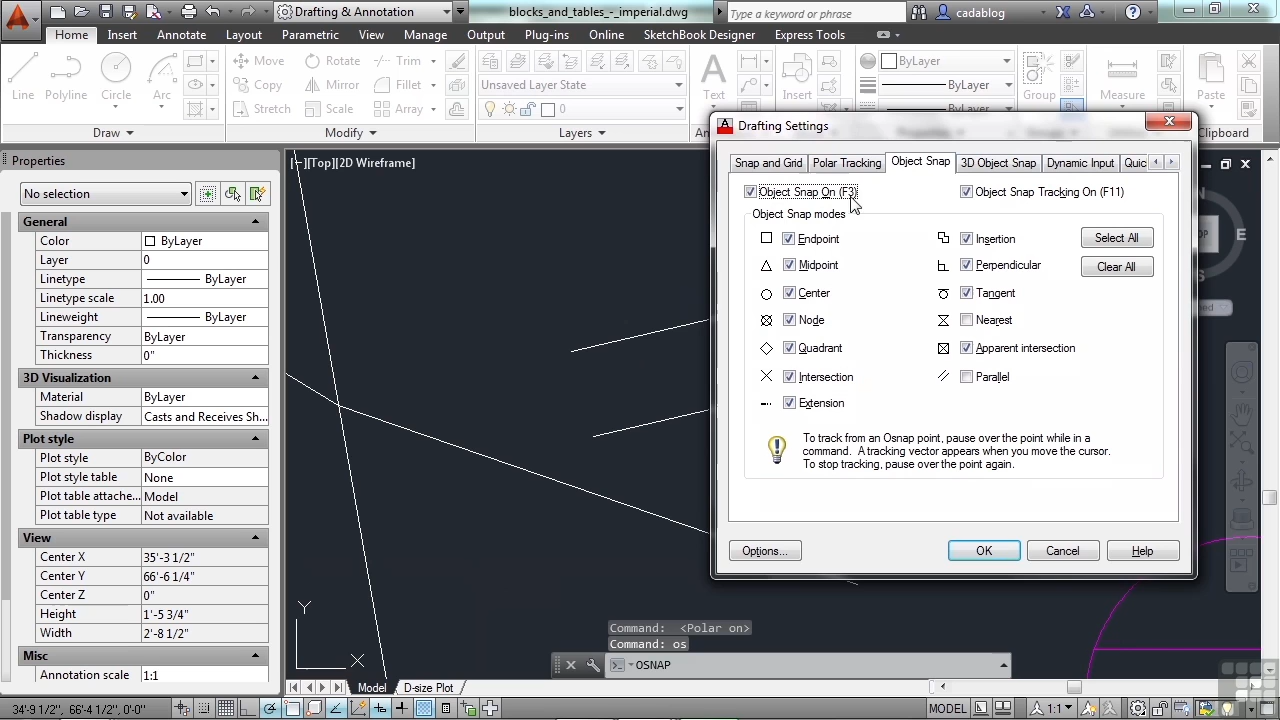 Drafting & Annotation
blocks_and_tables_-_imperial.dwg
Type a keyword or phrase
cadablog
Home Insert Annotate Layout Parametric View Manage Output Plug-ins Online SketchBook Designer Express Tools
Line Polyline Circle Arc
Move Rotate Trim
Copy Mirror Fillet
Stretch Scale Array
Unsaved Layer State
0
Text
Insert
ByLayer
ByLayer
ByLayer
Group
Measure
Paste
Draw Modify Layers Clipboard
Properties
No selection
General
Color ByLayer
Layer 0
Linetype ByLayer
Linetype scale 1.00
Lineweight ByLayer
Transparency ByLayer
Thickness 0"
3D Visualization
Material ByLayer
Shadow display Casts and Receives Sh...
Plot style
Plot style ByColor
Plot style table None
Plot table attache... Model
Plot table type Not available
View
Center X 35'-3 1/2"
Center Y 66'-6 1/4"
Center Z 0"
Height 1'-5 3/4"
Width 2'-8 1/2"
Misc
Annotation scale 1:1
[−][Top][2D Wireframe]
Y
X
E
Drafting Settings
Snap and Grid Polar Tracking Object Snap 3D Object Snap Dynamic Input Quic
Object Snap On (F3)
Object Snap Tracking On (F11)
Object Snap modes
Endpoint Insertion Select All
Midpoint Perpendicular Clear All
Center Tangent
Node Nearest
Quadrant Apparent intersection
Intersection Parallel
Extension
To track from an Osnap point, pause over the point while in a
command. A tracking vector appears when you move the cursor.
To stop tracking, pause over the point again.
Options... OK Cancel Help
Command: <Polar on>
Command: os
OSNAP
Model D-size Plot
34-9 1/2", 66-4 1/2", 0'-0"
MODEL
1:1